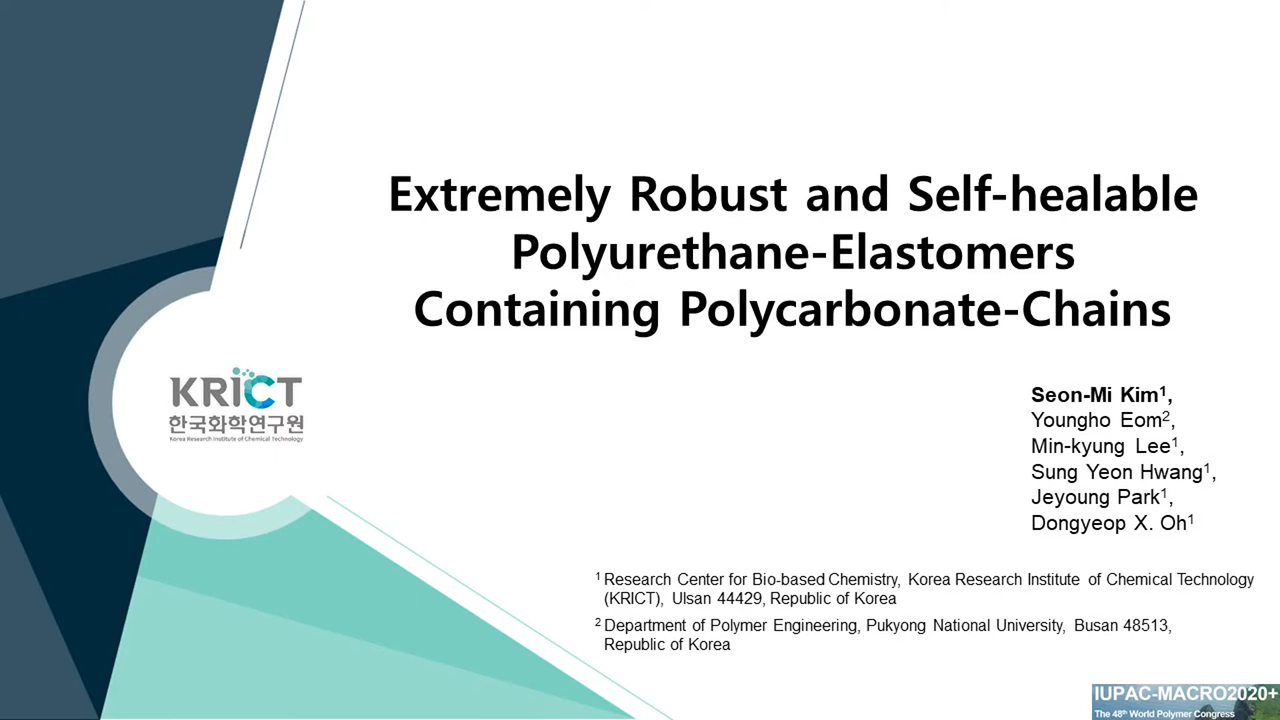 Extremely Robust and Self-healable
Polyurethane-Elastomers
Containing Polycarbonate-Chains
KRICT
한국화학연구원
Korea Research Institute of Chemical Technology
Seon-Mi Kim¹,
Youngho Eom²,
Min-kyung Lee¹,
Sung Yeon Hwang¹,
Jeyoung Park¹,
Dongyeop X. Oh¹
¹ Research Center for Bio-based Chemistry, Korea Research Institute of Chemical Technology
(KRICT), Ulsan 44429, Republic of Korea
² Department of Polymer Engineering, Pukyong National University, Busan 48513,
Republic of Korea
IUPAC-MACRO2020+
The 48th World Polymer Congress